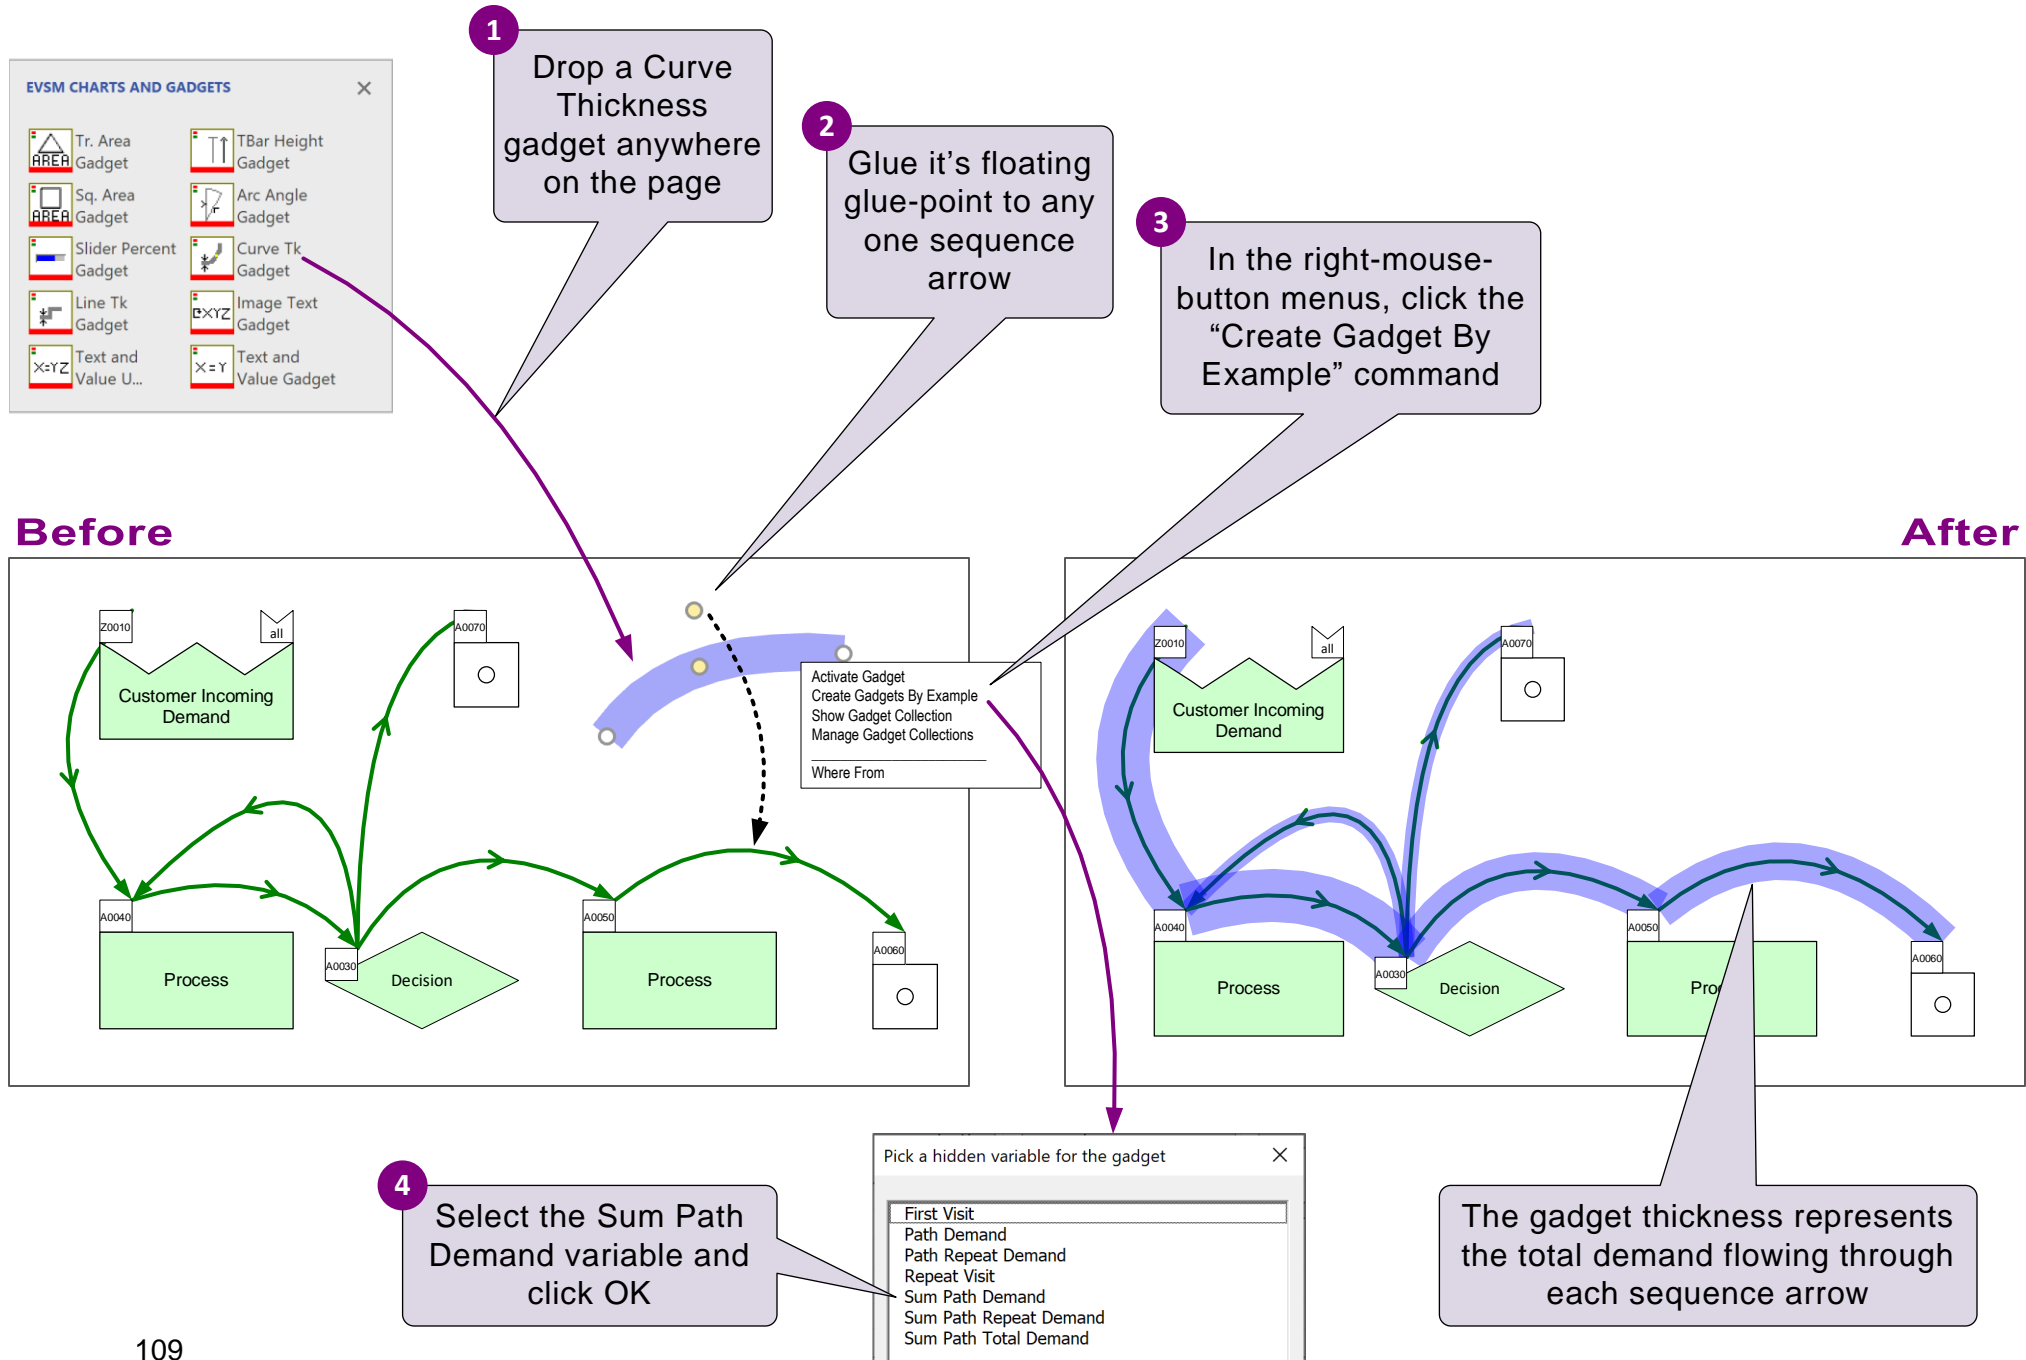 1
Drop a Curve
Thickness
gadget anywhere
on the page
2
Glue it's floating
glue-point to any
one sequence
arrow
3
In the right-mouse-
button menus, click the
“Create Gadget By
Example” command
EVSM CHARTS AND GADGETS
AREA
Tr. Area
Gadget
TBar Height
Gadget
AREA
Sq. Area
Gadget
Arc Angle
Gadget
Slider Percent
Gadget
Curve Tk
Gadget
Line Tk
Gadget
XYZ
Image Text
Gadget
X=YZ
Text and
Value U...
X=Y
Text and
Value Gadget
Before
After
Z0010
all
A0070
Customer Incoming
Demand
A0040
A0030
A0050
A0060
Process
Decision
Process
Activate Gadget
Create Gadgets By Example
Show Gadget Collection
Manage Gadget Collections
Where From
Z0010
all
A0070
Customer Incoming
Demand
A0040
A0030
A0050
A0060
Process
Decision
Pro
4
Select the Sum Path
Demand variable and
click OK
Pick a hidden variable for the gadget
First Visit
Path Demand
Path Repeat Demand
Repeat Visit
Sum Path Demand
Sum Path Repeat Demand
Sum Path Total Demand
The gadget thickness represents
the total demand flowing through
each sequence arrow
109